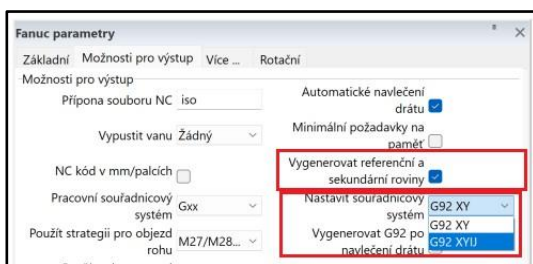 Fanuc parametry
Základní Možnosti pro výstup Více ... Rotační
Možnosti pro výstup
Přípona souboru NC iso
Automatické navlečení
drátu
Vypustit vanu Žádný
Minimální požadavky na
paměť
NC kód v mm/palcích
Vygenerovat referenční a
sekundární roviny
Pracovní souřadnicový
systém Gxx
Nastavit souřadnicový
systém G92 XY
G92 XY
G92 XYIJ
Použít strategii pro objezd
rohu M27/M28...
Vygenerovat G92 po
navlečení drátu